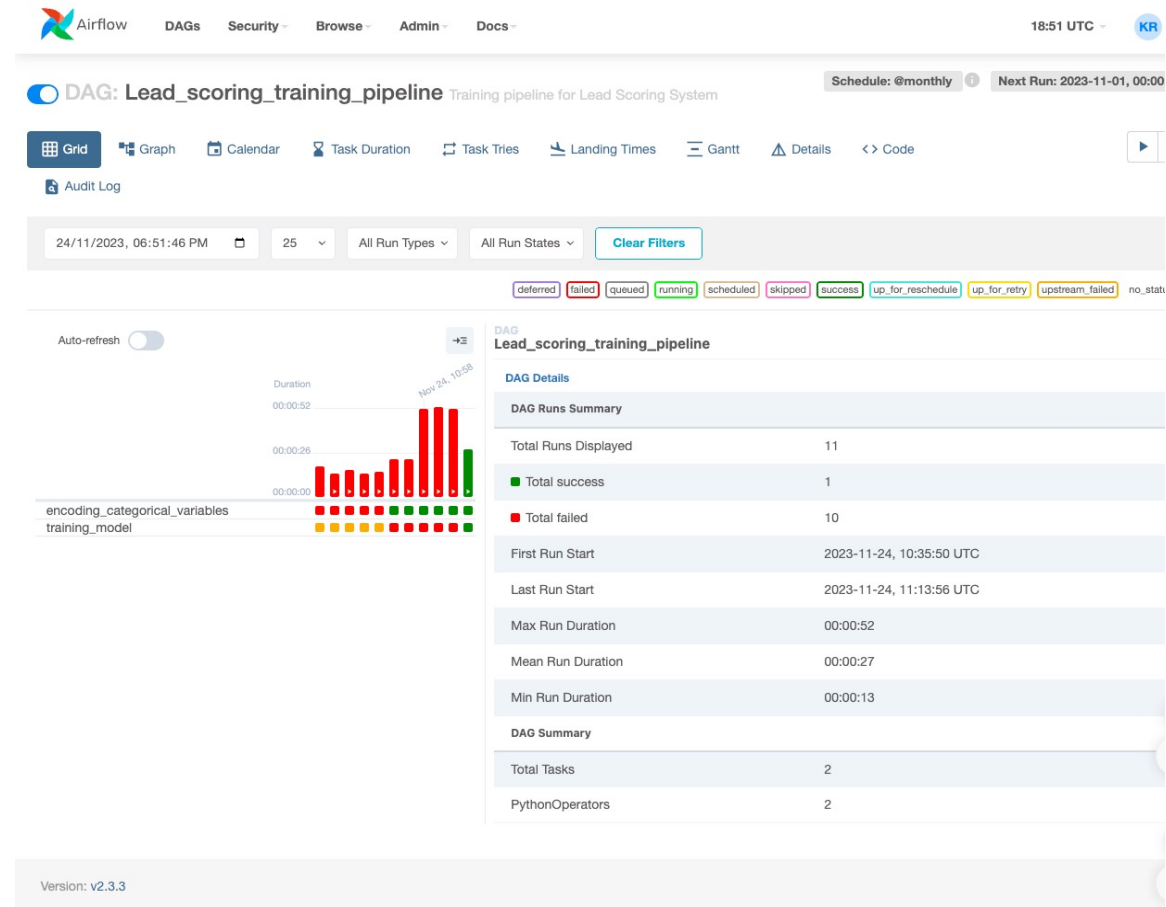 Airflow DAGs Security Browse Admin Docs 18:51 UTC KR
DAG: Lead_scoring_training_pipeline Training pipeline for Lead Scoring System
Schedule: @monthly i Next Run: 2023-11-01, 00:00
Grid Graph Calendar Task Duration Task Tries Landing Times Gantt Details <> Code
Audit Log
24/11/2023, 06:51:46 PM 25 All Run Types All Run States Clear Filters
deferred failed queued running scheduled skipped success up_for_reschedule up_for_retry upstream_failed no_statu
Auto-refresh
Nov 24, 10:58
Duration
00:00:52
00:00:26
00:00:00
encoding_categorical_variables
training_model
DAG
Lead_scoring_training_pipeline
DAG Details
DAG Runs Summary
Total Runs Displayed 11
Total success 1
Total failed 10
First Run Start 2023-11-24, 10:35:50 UTC
Last Run Start 2023-11-24, 11:13:56 UTC
Max Run Duration 00:00:52
Mean Run Duration 00:00:27
Min Run Duration 00:00:13
DAG Summary
Total Tasks 2
PythonOperators 2
Version: v2.3.3